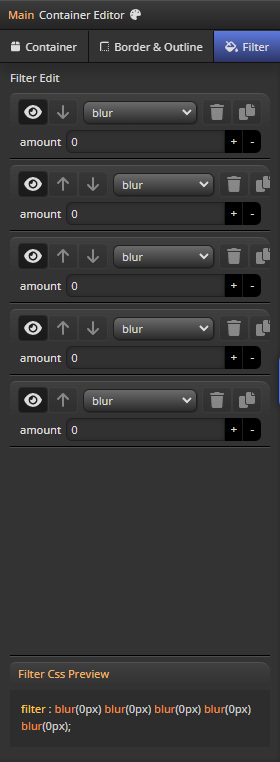 Main Container Editor
Container Border & Outline Filter
Filter Edit
blur
amount 0 + -
blur
amount 0 + -
blur
amount 0 + -
blur
amount 0 + -
blur
amount 0 + -
Filter Css Preview
filter : blur(0px) blur(0px) blur(0px) blur(0px)
blur(0px);